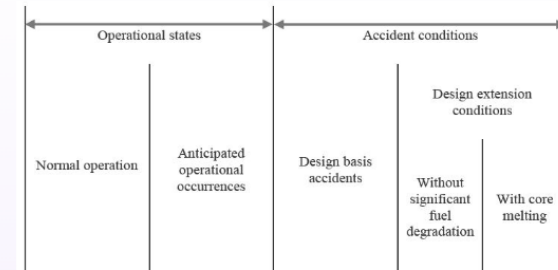 Operational states
Accident conditions
Normal operation
Anticipated
operational
occurrences
Design basis
accidents
Design extension
conditions
Without
significant
fuel
degradation
With core
melting